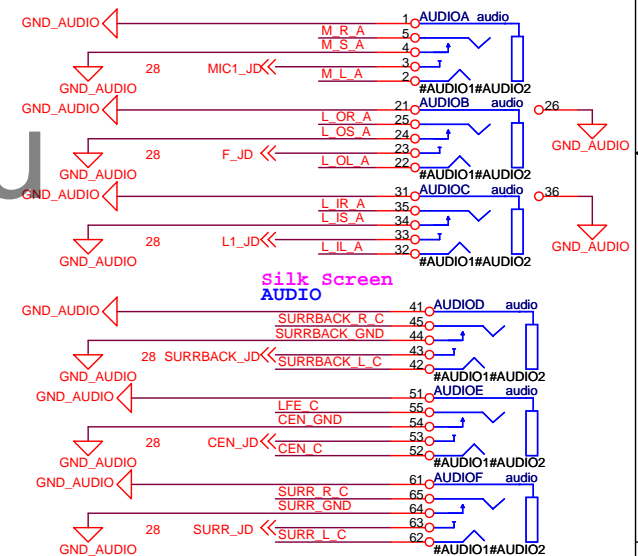 GND_AUDIO 1 AUDIOA audio
M_R_A 5
M_S_A 4
GND_AUDIO 28 MIC1_JD 3
M_L_A 2
#AUDIO1#AUDIO2
GND_AUDIO 21 AUDIOB audio 26
L_OR_A 25
L_OS_A 24
GND_AUDIO
GND_AUDIO 28 F_JD 23
L_OL_A 22
#AUDIO1#AUDIO2
u
GND_AUDIO 31 AUDIOC audio 36
L_IR_A 35
L_IS_A 34
GND_AUDIO
GND_AUDIO 28 L1_JD 33
L_IL_A 32
#AUDIO1#AUDIO2
Silk Screen
AUDIO
GND_AUDIO 41 AUDIOD audio
SURRBACK_R_C 45
SURRBACK_GND 44
GND_AUDIO 28 SURRBACK_JD 43
SURRBACK_L_C 42
#AUDIO1#AUDIO2
GND_AUDIO 51 AUDIOE audio
LFE_C 55
CEN_GND 54
GND_AUDIO 28 CEN_JD 53
CEN_C 52
#AUDIO1#AUDIO2
GND_AUDIO 61 AUDIOF audio
SURR_R_C 65
SURR_GND 64
GND_AUDIO 28 SURR_JD 63
SURR_L_C 62
#AUDIO1#AUDIO2